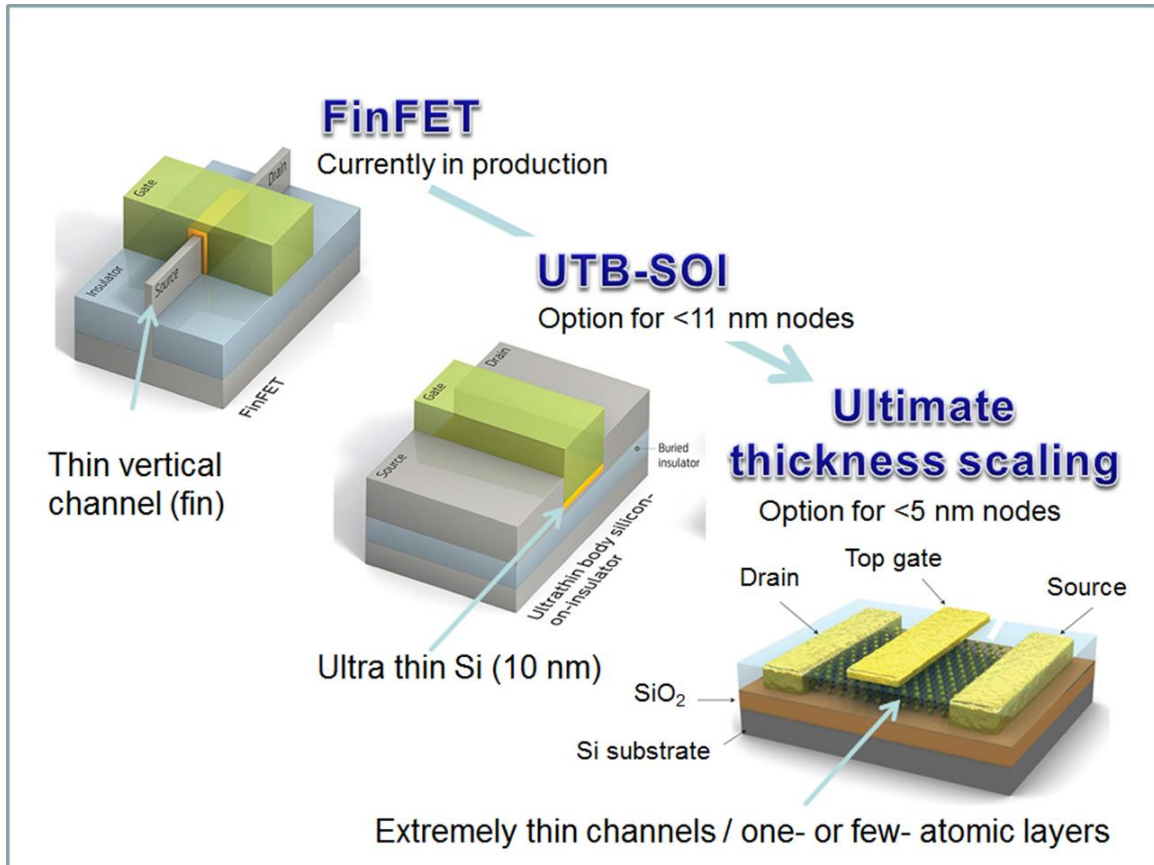 FinFET
Currently in production
Gate
Drain
Source
Insulator
FinFET
Thin vertical
channel (fin)
UTB-SOI
Option for <11 nm nodes
Drain
Gate
Source
Buried
insulator
Ultrathin body silicon-
on-insulator
Ultra thin Si (10 nm)
Ultimate
thickness scaling
Option for <5 nm nodes
Top gate
Drain
Source
SiO₂
Si substrate
Extremely thin channels / one- or few- atomic layers